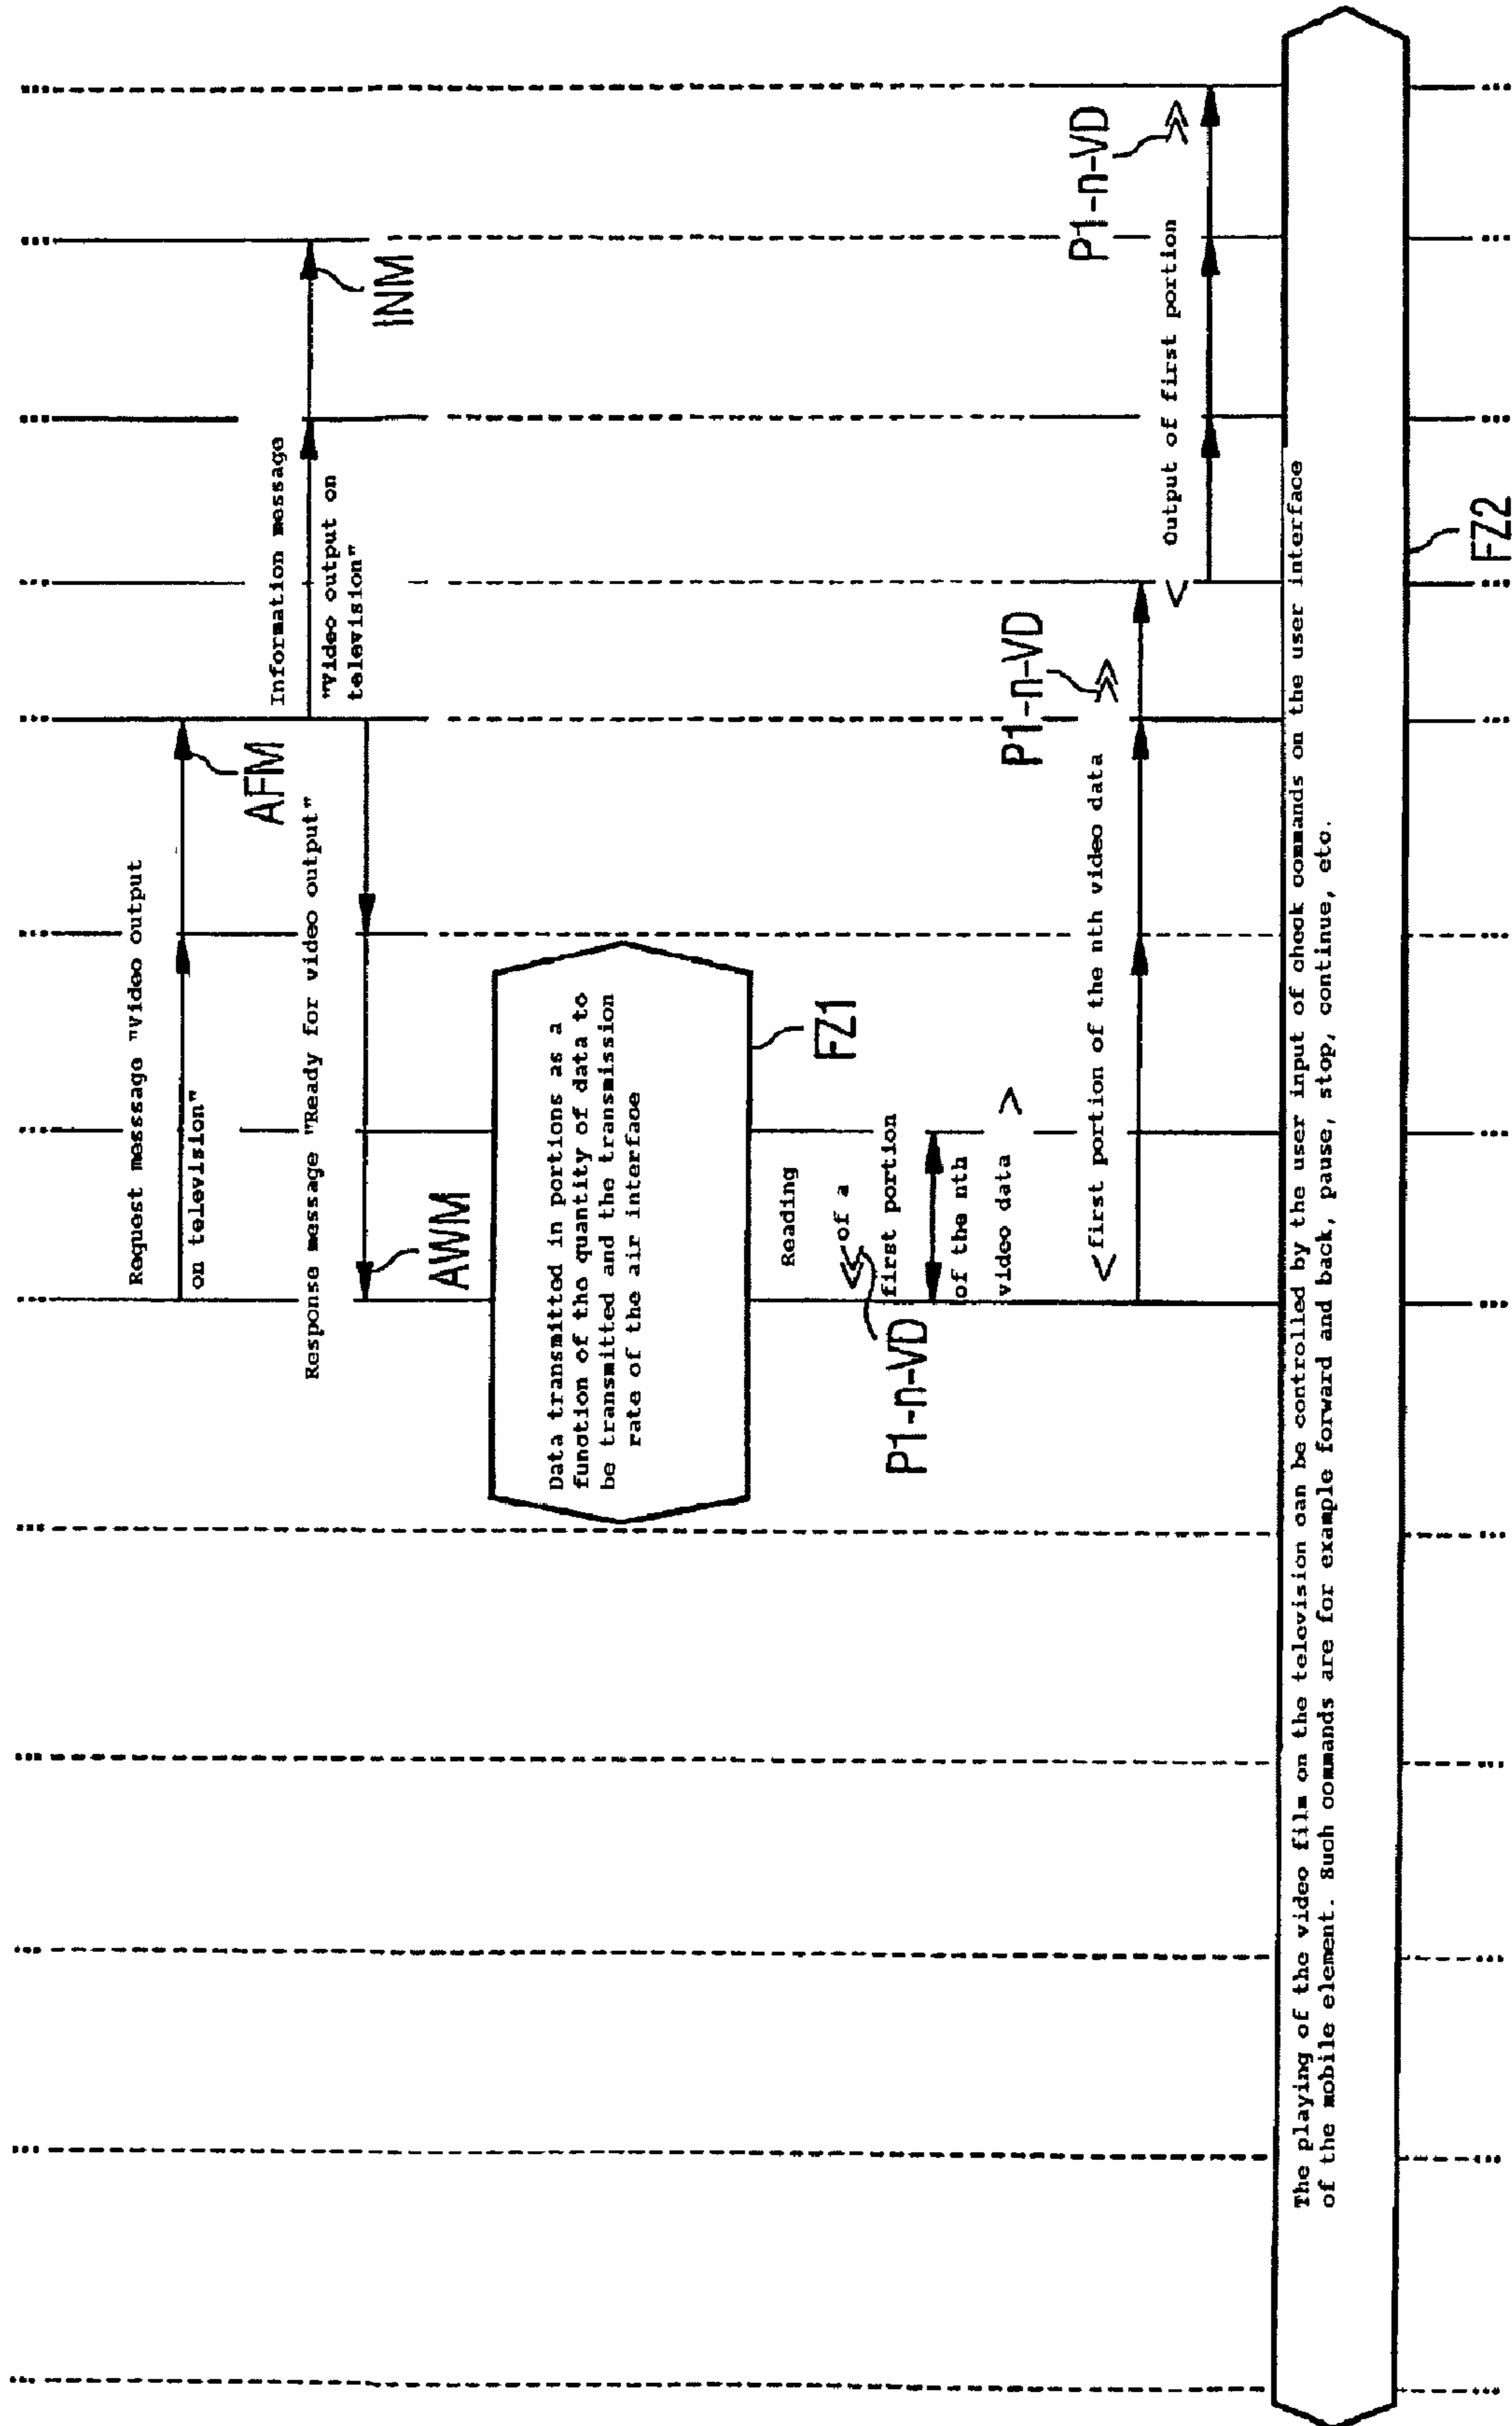 Request messsage "Video output
on television"
AFM
Information message
"Video output on
television"
INM
Response message "Ready for video output"
AWM
Data transmitted in portions as a
function of the quantity of data to
be transmitted and the transmission
rate of the air interface
FZ1
Reading
<< of a
first portion
of the nth
video data >
P1-n-VD
< first portion of the nth video data >>
P1-n-VD
< Output of first portion >>
P1-n-VD
The playing of the video film on the television can be controlled by the user input of check commands on the user interface
of the mobile element. Such commands are for example forward and back, pause, stop, continue, etc.
FZ2